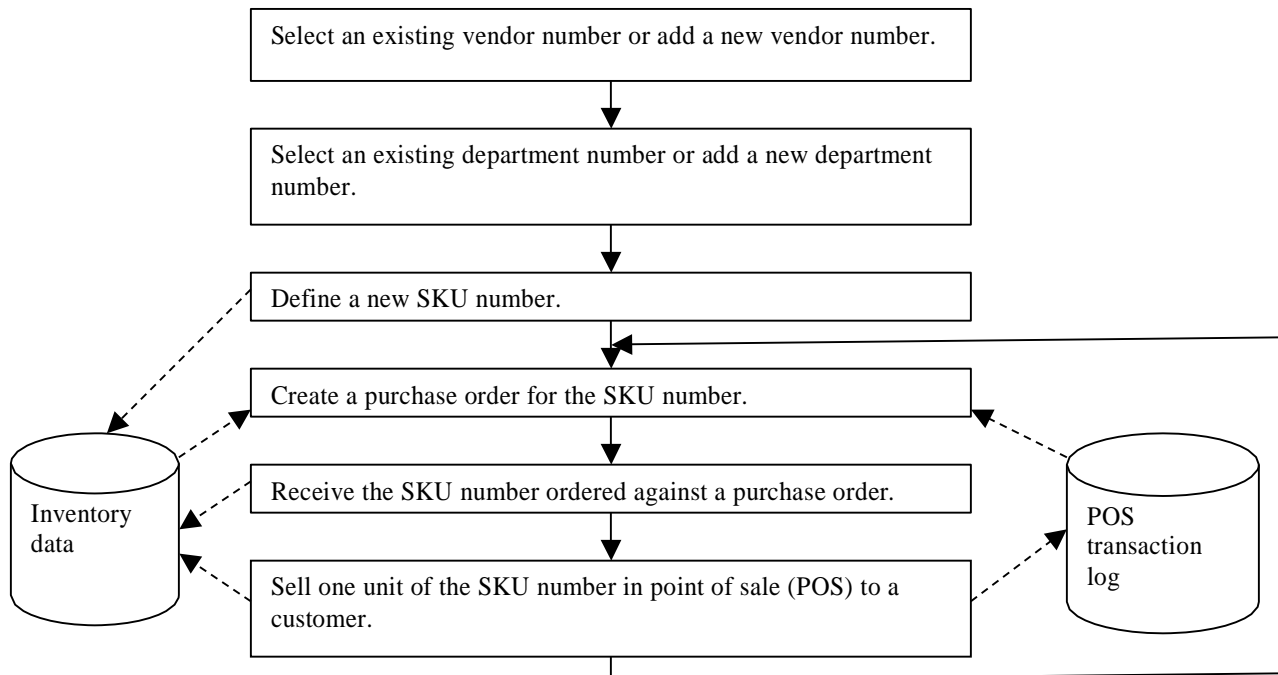 Select an existing vendor number or add a new vendor number.
Select an existing department number or add a new department
number.
Define a new SKU number.
Create a purchase order for the SKU number.
Receive the SKU number ordered against a purchase order.
Inventory
data
POS
transaction
log
Sell one unit of the SKU number in point of sale (POS) to a
customer.